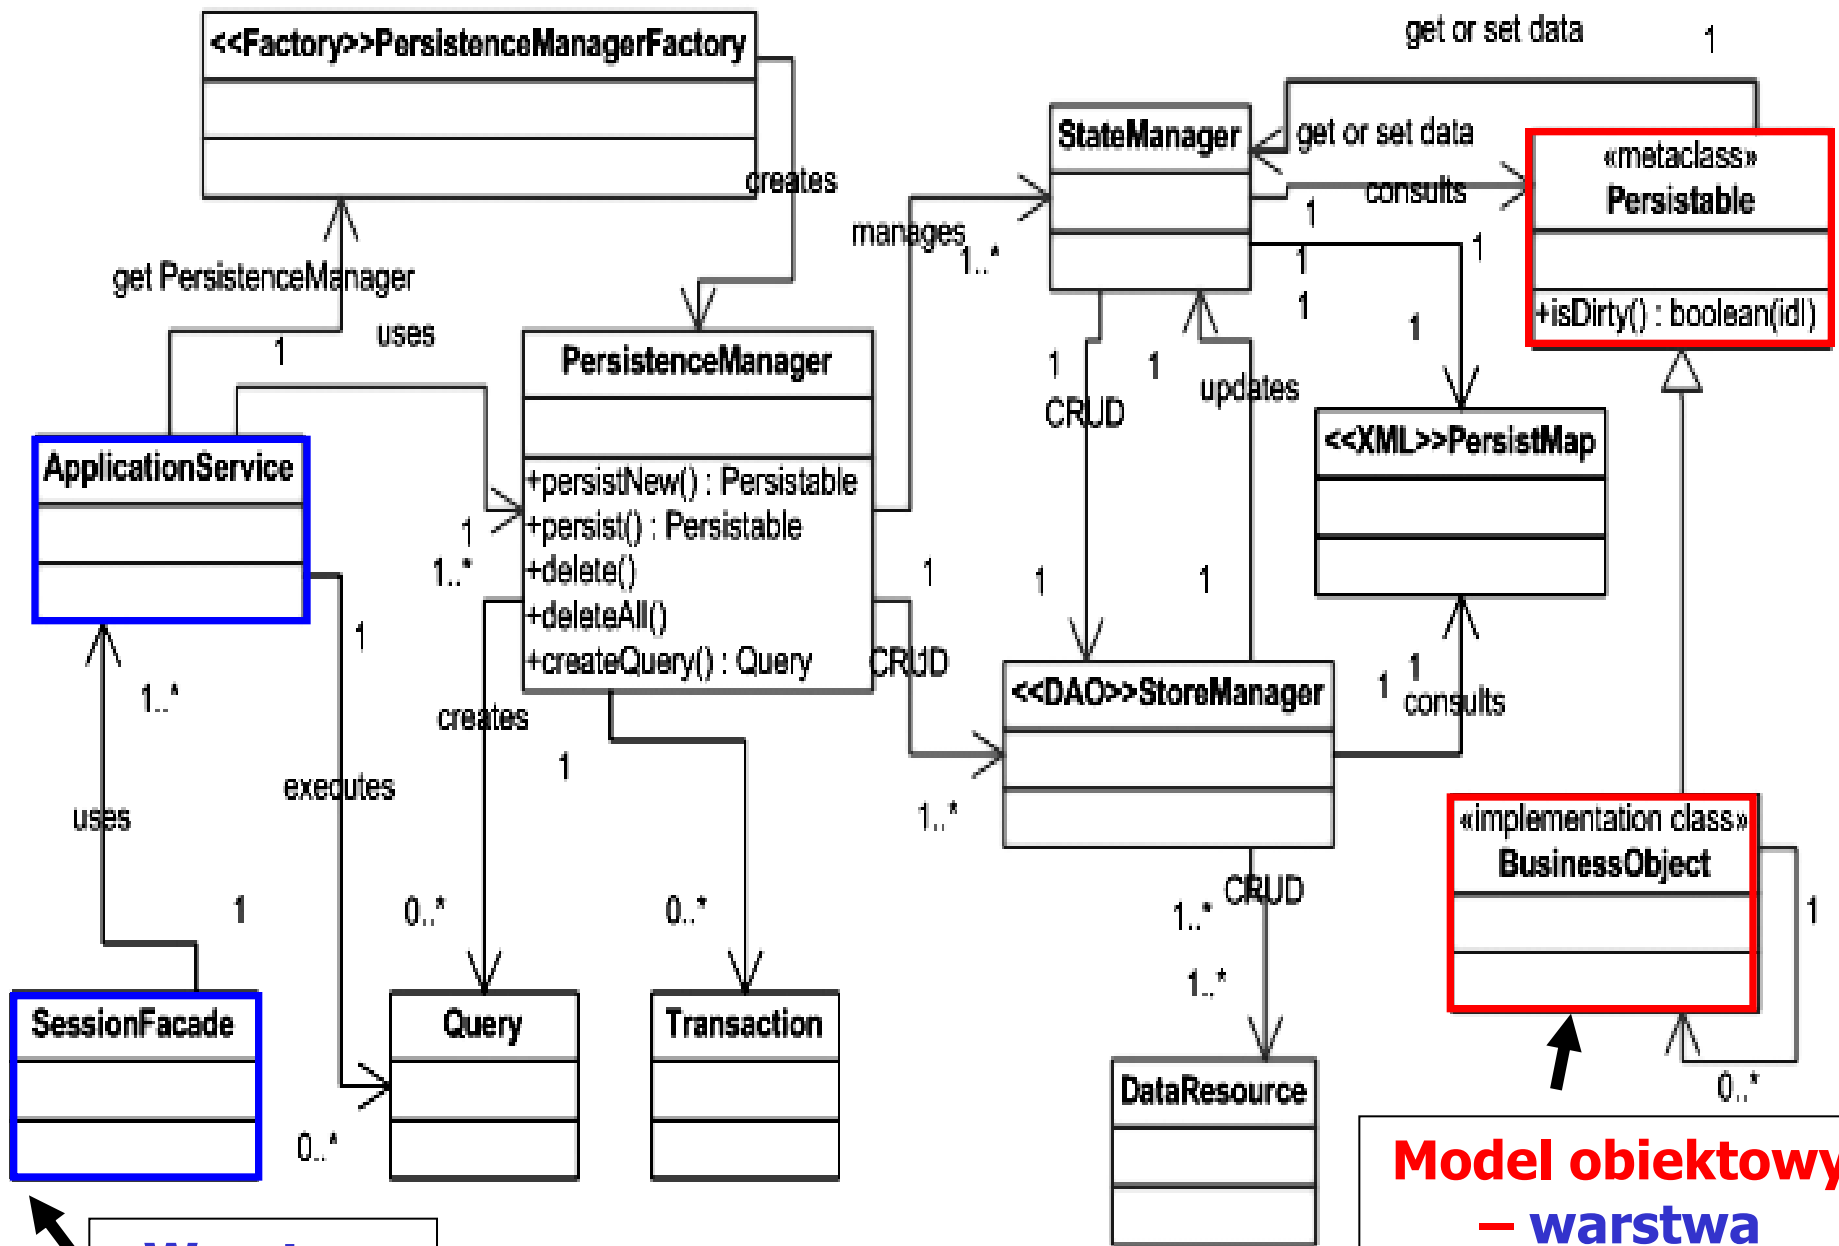 <<Factory>>PersistenceManagerFactory
get or set data
1
StateManager
get or set data
«metaclass»
Persistable
+isDirty() : boolean(idl)
creates
consults
1
1
manages
1..*
1
1
get PersistenceManager
uses
1
PersistenceManager
+persistNew() : Persistable
+persist() : Persistable
+delete()
+deleteAll()
+createQuery() : Query
1
CRUD
1
updates
1
<<XML>>PersistMap
ApplicationService
1
1..*
1
1
1
1
CRUD
1
<<DAO>>StoreManager
1
1
consults
1..*
creates
1
executes
uses
1..*
«implementation class»
BusinessObject
1
CRUD
1..*
1
0..*
0..*
1..*
SessionFacade
Query
Transaction
DataResource
0..*
0..*
Model obiektowy
– warstwa